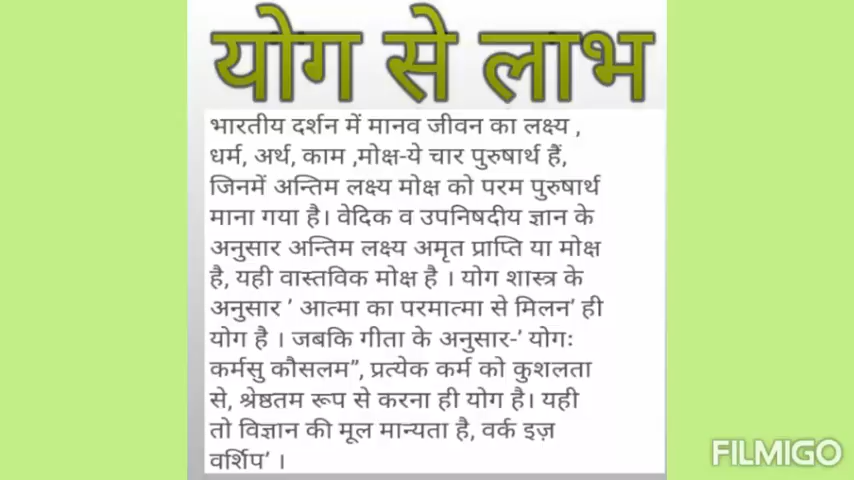 योग से लाभ
भारतीय दर्शन में मानव जीवन का लक्ष्य ,
धर्म, अर्थ, काम ,मोक्ष-ये चार पुरुषार्थ हैं,
जिनमें अन्तिम लक्ष्य मोक्ष को परम पुरुषार्थ
माना गया है। वेदिक व उपनिषदीय ज्ञान के
अनुसार अन्तिम लक्ष्य अमृत प्राप्ति या मोक्ष
है, यही वास्तविक मोक्ष है । योग शास्त्र के
अनुसार ’ आत्मा का परमात्मा से मिलन’ ही
योग है । जबकि गीता के अनुसार-’ योगः
कर्मसु कौसलम”, प्रत्येक कर्म को कुशलता
से, श्रेष्ठतम रूप से करना ही योग है। यही
तो विज्ञान की मूल मान्यता है, वर्क इज़
वर्शिप’ ।
FILMIGO